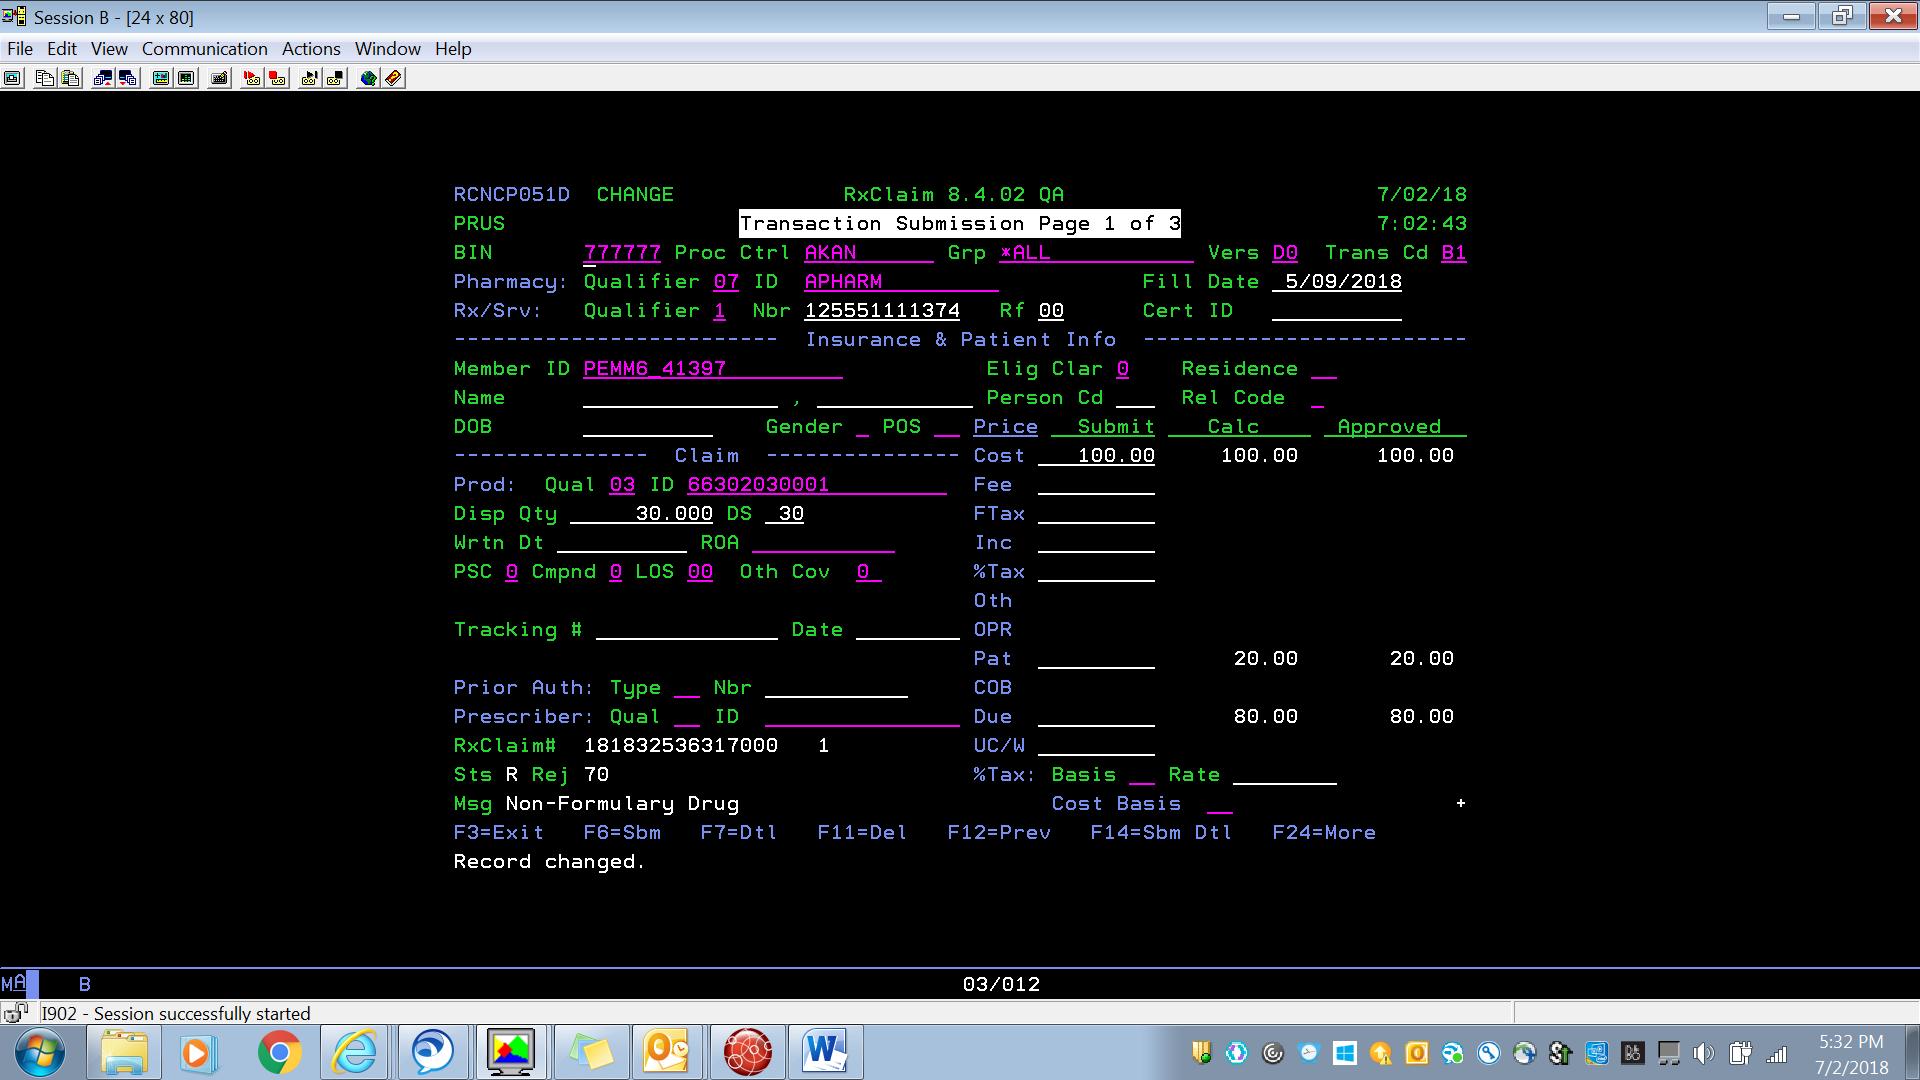 Session B - [24 x 80]
File Edit View Communication Actions Window Help
RCNCP051D CHANGE RxClaim 8.4.02 QA 7/02/18
PRUS Transaction Submission Page 1 of 3 7:02:43
BIN 777777 Proc Ctrl AKAN Grp *ALL Vers D0 Trans Cd B1
Pharmacy: Qualifier 07 ID APHARM Fill Date 5/09/2018
Rx/Srv: Qualifier 1 Nbr 125551111374 Rf 00 Cert ID
------------------------- Insurance & Patient Info -------------------------
Member ID PEMM6_41397 Elig Clar 0 Residence
Name , Person Cd Rel Code
DOB Gender POS Price Submit Calc Approved
--------------- Claim --------------- Cost 100.00 100.00 100.00
Prod: Qual 03 ID 66302030001 Fee
Disp Qty 30.000 DS 30 FTax
Wrtn Dt ROA Inc
PSC 0 Cmpnd 0 LOS 00 Oth Cov 0 %Tax
Oth
Tracking # Date OPR
Pat 20.00 20.00
Prior Auth: Type Nbr COB
Prescriber: Qual ID Due 80.00 80.00
RxClaim# 181832536317000 1 UC/W
Sts R Rej 70 %Tax: Basis Rate
Msg Non-Formulary Drug Cost Basis +
F3=Exit F6=Sbm F7=Dtl F11=Del F12=Prev F14=Sbm Dtl F24=More
Record changed.
MA B 03/012
I902 - Session successfully started
5:32 PM
7/2/2018